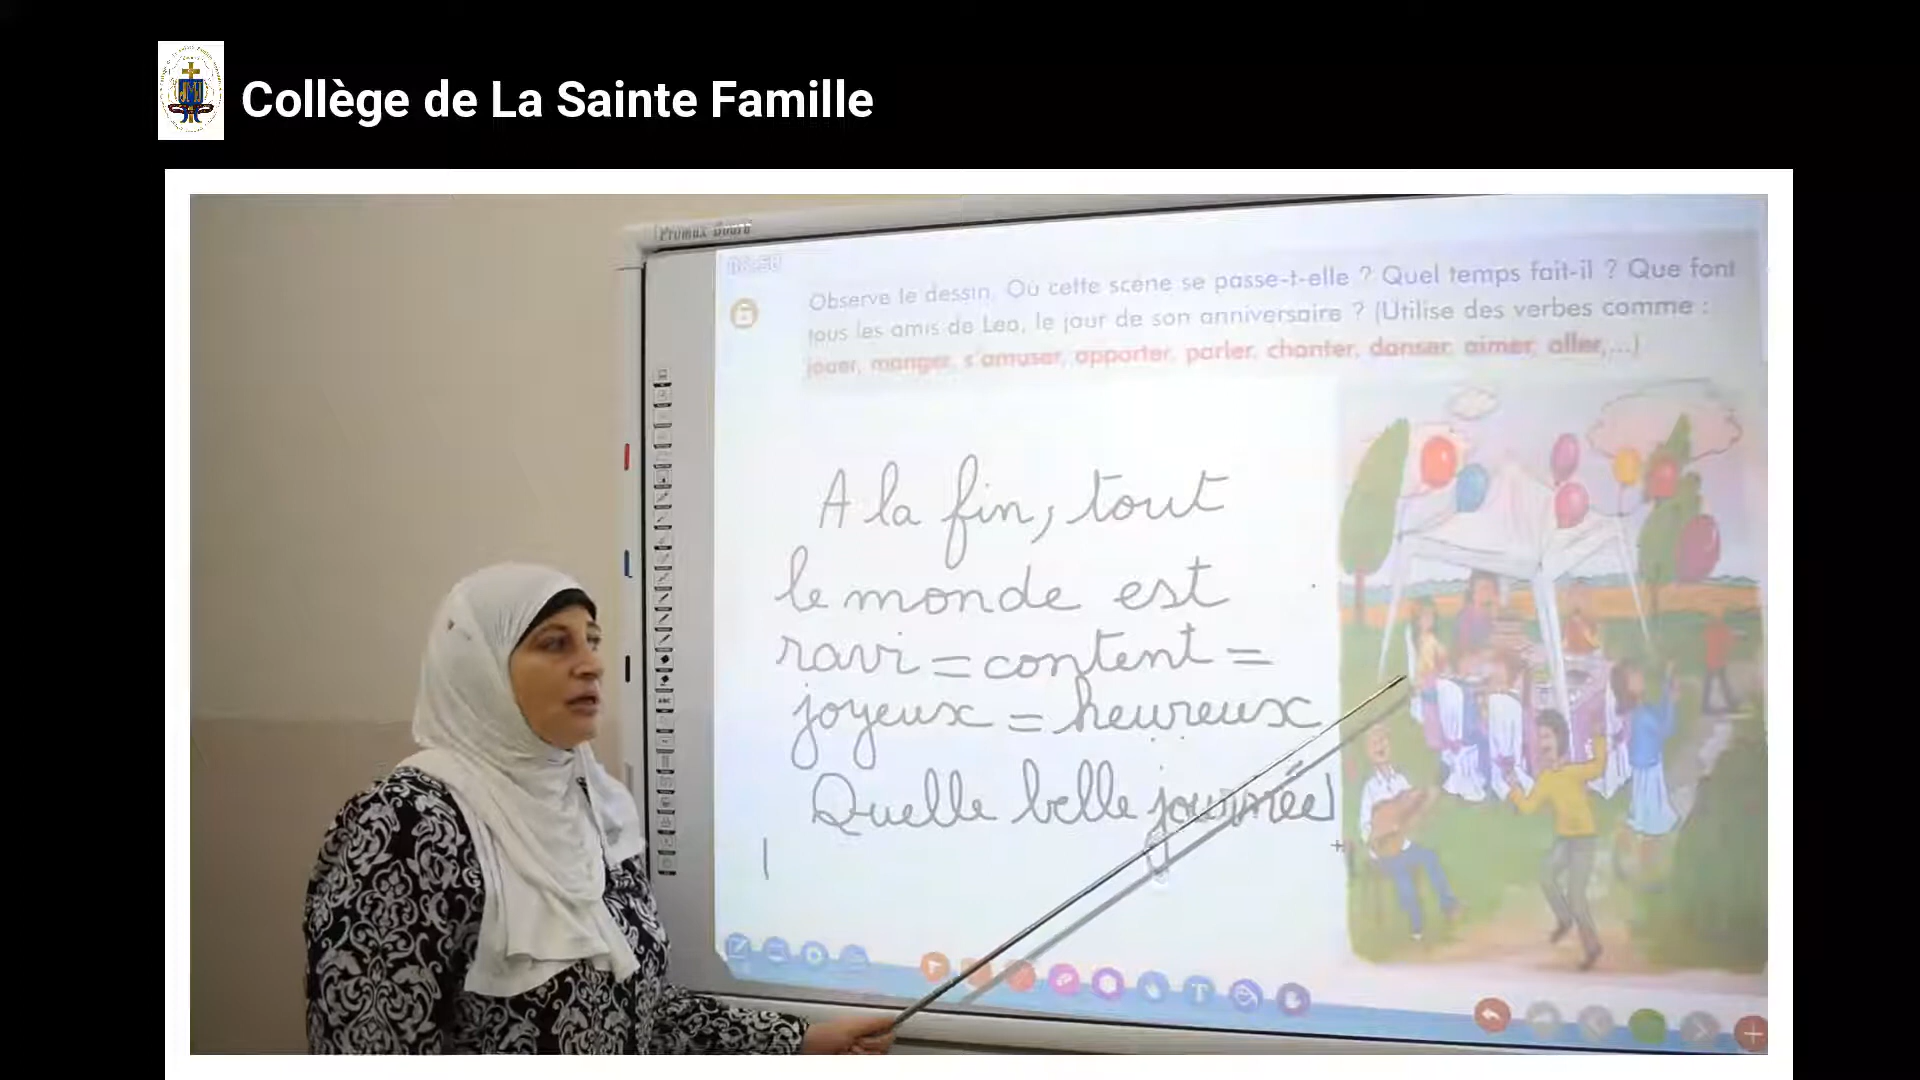 Collège de La Sainte Famille
Promax Board
Observe le dessin. Où cette scène se passe-t-elle ? Quel temps fait-il ? Que font
tous les amis de Léa, le jour de son anniversaire ? (Utilise des verbes comme :
jouer, manger, s'amuser, apporter, parler, chanter, danser, aimer, aller,...)
A la fin, tout
le monde est
ravi = content =
joyeux = heureux
Quelle belle journée